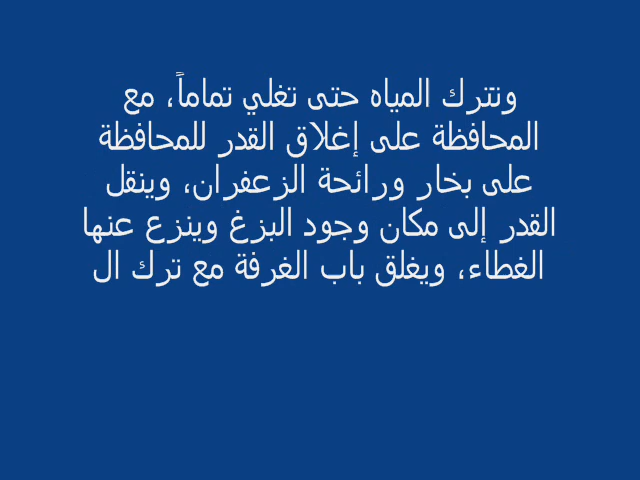 ونترك المياه حتى تغلي تماماً، مع
المحافظة على إغلاق القدر للمحافظة
على بخار ورائحة الزعفران، وينقل
القدر إلى مكان وجود البزغ وينزع عنها
الغطاء، ويغلق باب الغرفة مع ترك ال